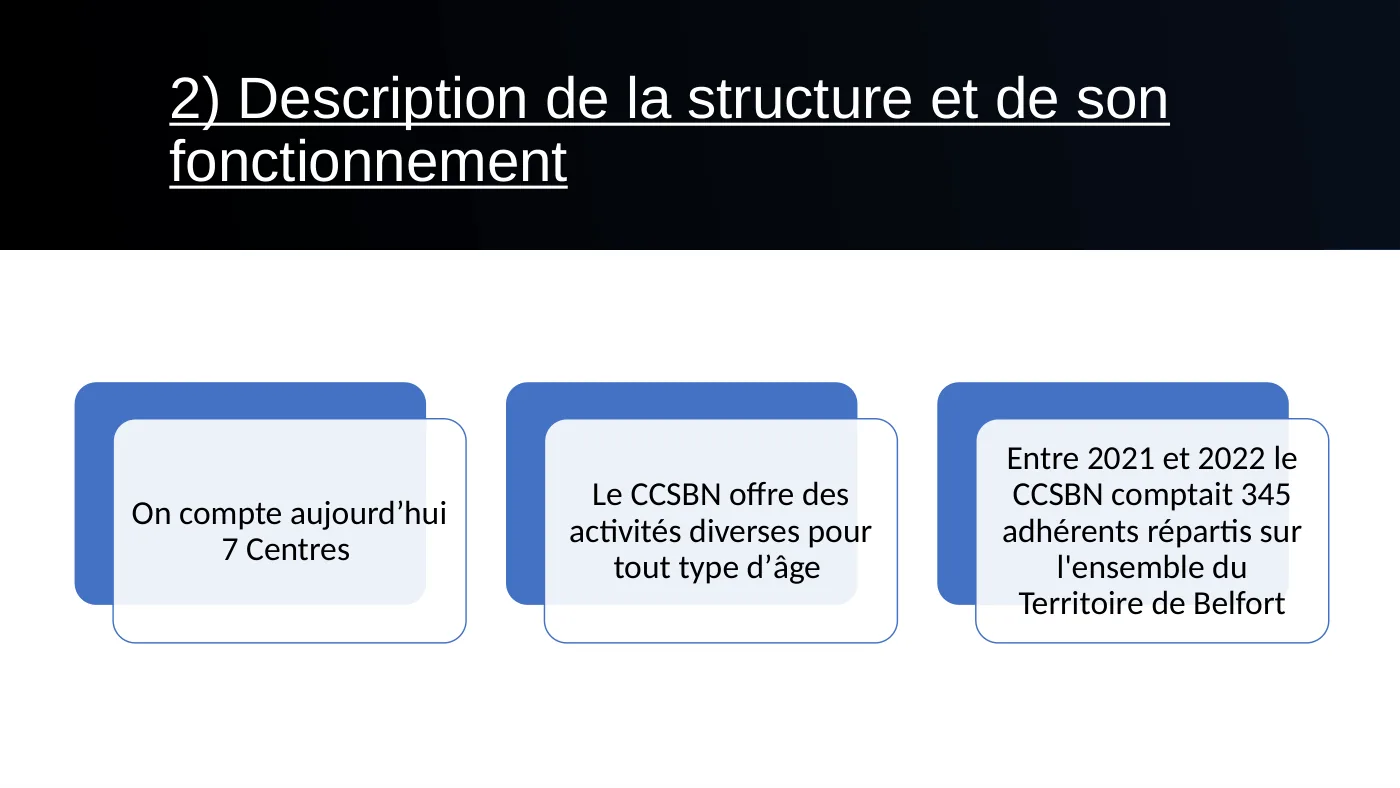 2) Description de la structure et de son
fonctionnement
On compte aujourd’hui
7 Centres
Le CCSBN offre des
activités diverses pour
tout type d’âge
Entre 2021 et 2022 le
CCSBN comptait 345
adhérents répartis sur
l'ensemble du
Territoire de Belfort